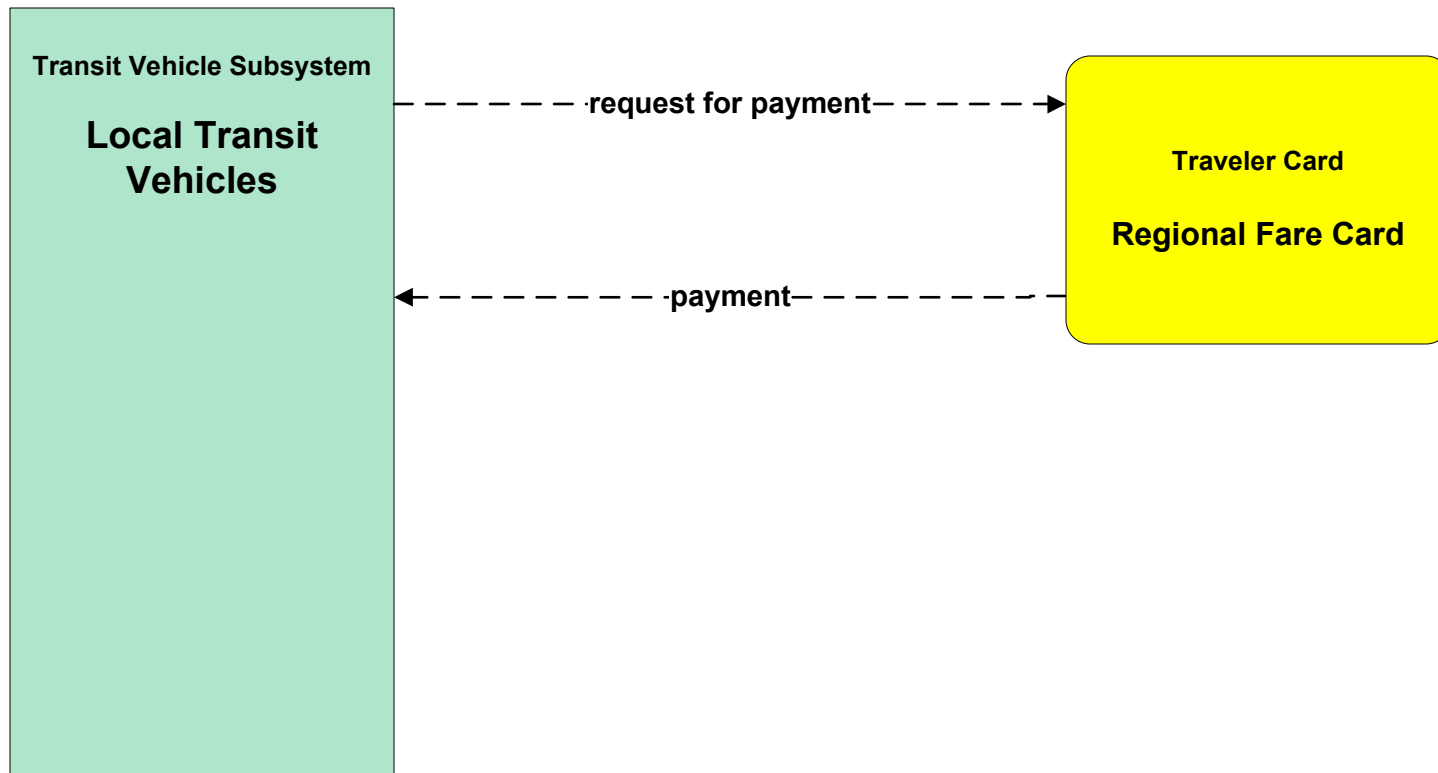 Transit Vehicle Subsystem
Local Transit
Vehicles
request for payment
payment
Traveler Card
Regional Fare Card